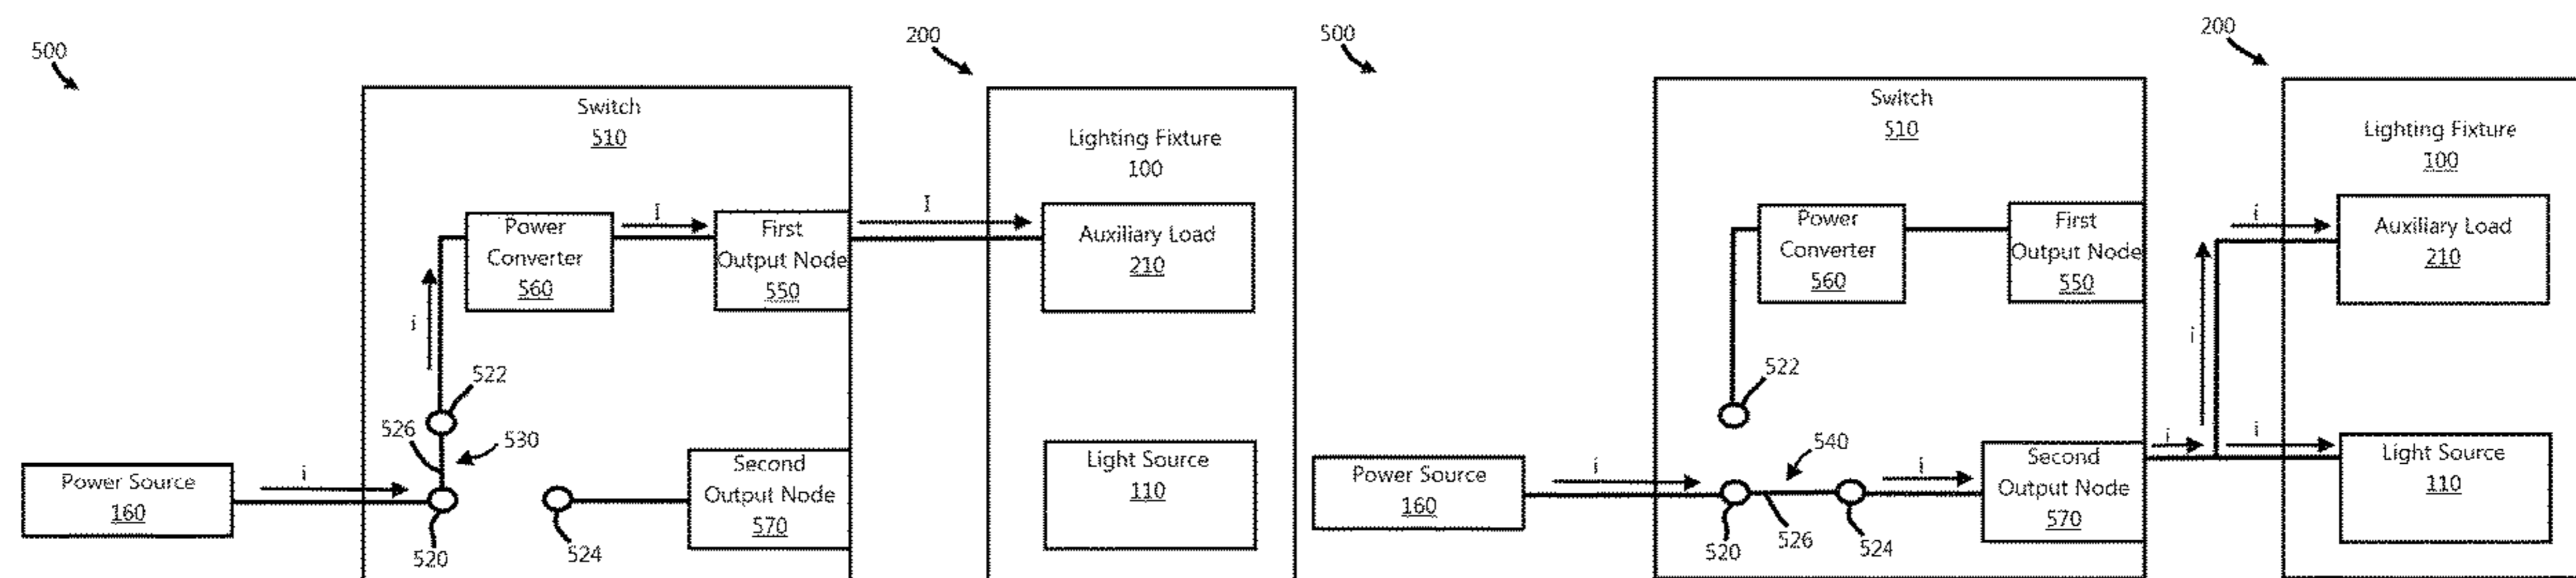 500
200
Switch
510
Lighting Fixture
100
I
I
Power
Converter
560
First
Output Node
550
Auxiliary Load
210
i
522
526
530
Power Source
160
i
520
524
Second
Output Node
570
Light Source
110
500
200
Switch
510
Lighting Fixture
100
Power
Converter
560
First
Output Node
550
i
Auxiliary Load
210
i
522
540
Power Source
160
i
520
526
524
i
Second
Output Node
570
i
i
Light Source
110